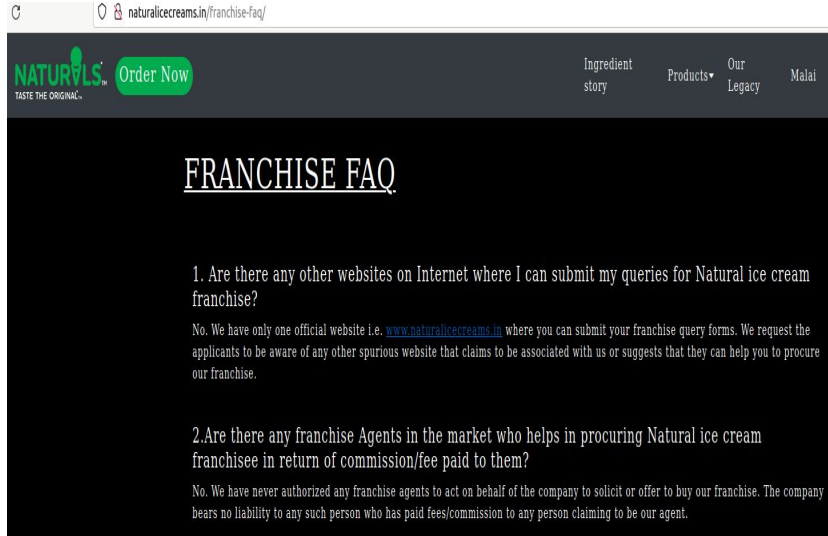 naturalicecreams.in/franchise-faq/
NATURALS™
TASTE THE ORIGINAL™
Order Now
Ingredient
story
Products▾
Our
Legacy
Malai
FRANCHISE FAQ
1. Are there any other websites on Internet where I can submit my queries for Natural ice cream
franchise?
No. We have only one official website i.e. www.naturalicecreams.in where you can submit your franchise query forms. We request the
applicants to be aware of any other spurious website that claims to be associated with us or suggests that they can help you to procure
our franchise.
2.Are there any franchise Agents in the market who helps in procuring Natural ice cream
franchisee in return of commission/fee paid to them?
No. We have never authorized any franchise agents to act on behalf of the company to solicit or offer to buy our franchise. The company
bears no liability to any such person who has paid fees/commission to any person claiming to be our agent.